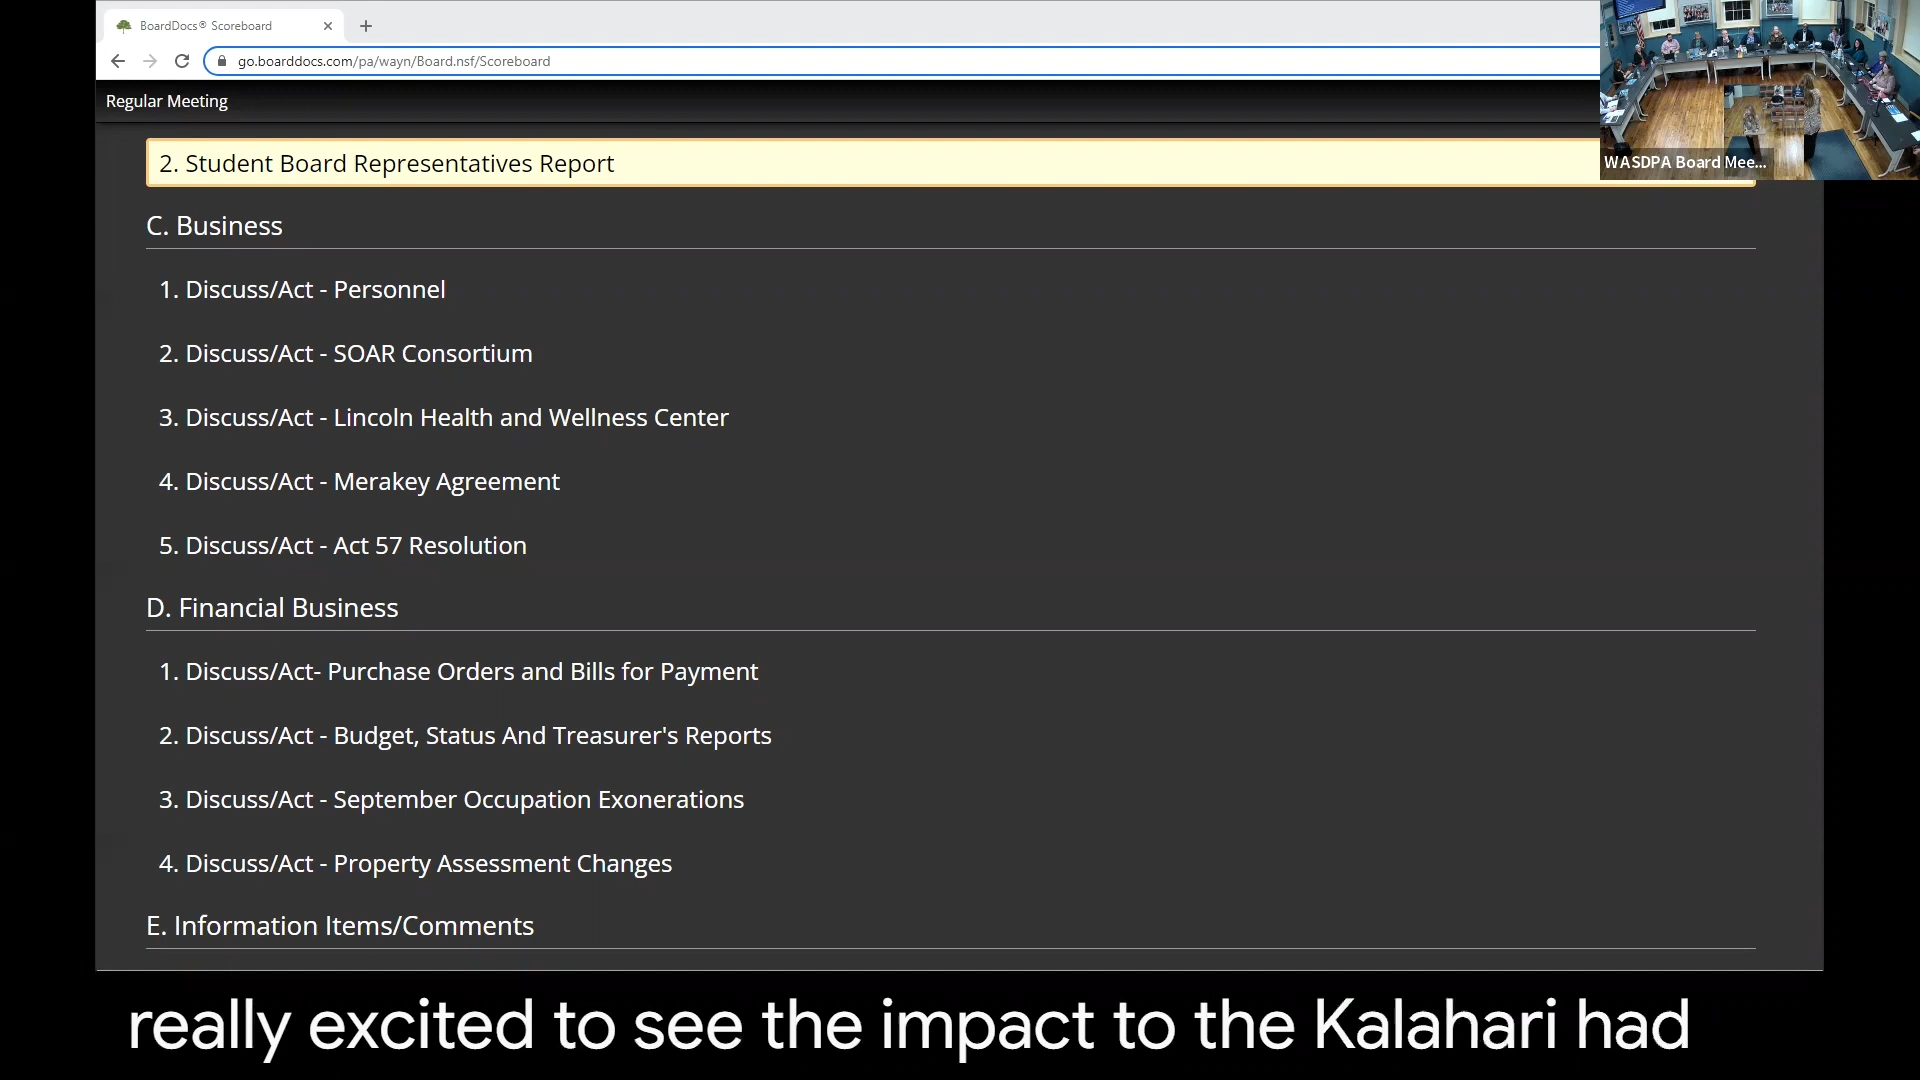 BoardDocs® Scoreboard
go.boarddocs.com/pa/wayn/Board.nsf/Scoreboard
Regular Meeting
WASDPA Board Mee...
2. Student Board Representatives Report
C. Business
1. Discuss/Act - Personnel
2. Discuss/Act - SOAR Consortium
3. Discuss/Act - Lincoln Health and Wellness Center
4. Discuss/Act - Merakey Agreement
5. Discuss/Act - Act 57 Resolution
D. Financial Business
1. Discuss/Act- Purchase Orders and Bills for Payment
2. Discuss/Act - Budget, Status And Treasurer's Reports
3. Discuss/Act - September Occupation Exonerations
4. Discuss/Act - Property Assessment Changes
E. Information Items/Comments
really excited to see the impact to the Kalahari had